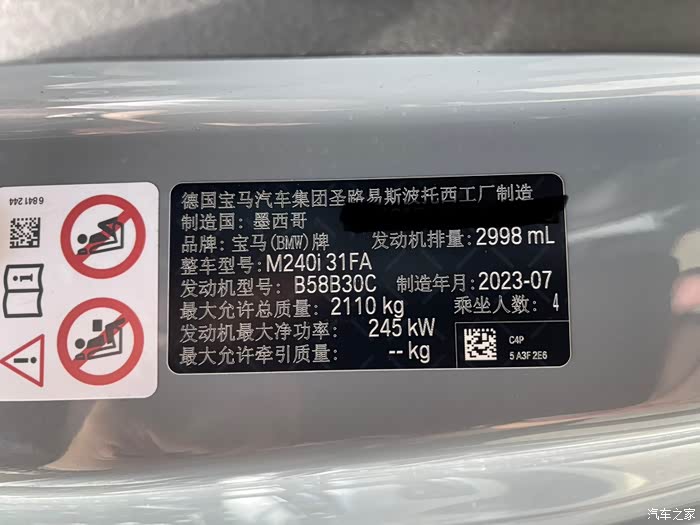 6841244
德国宝马汽车集团圣路易斯波托西工厂制造
制造国：墨西哥
品牌：宝马(BMW)牌 发动机排量：2998 mL
整车型号：M240i 31FA
发动机型号：B58B30C 制造年月：2023-07
最大允许总质量：2110 kg 乘坐人数：4
发动机最大净功率：245 kW
最大允许牵引质量：-- kg
C4P
5 A3F 2E6
汽车之家